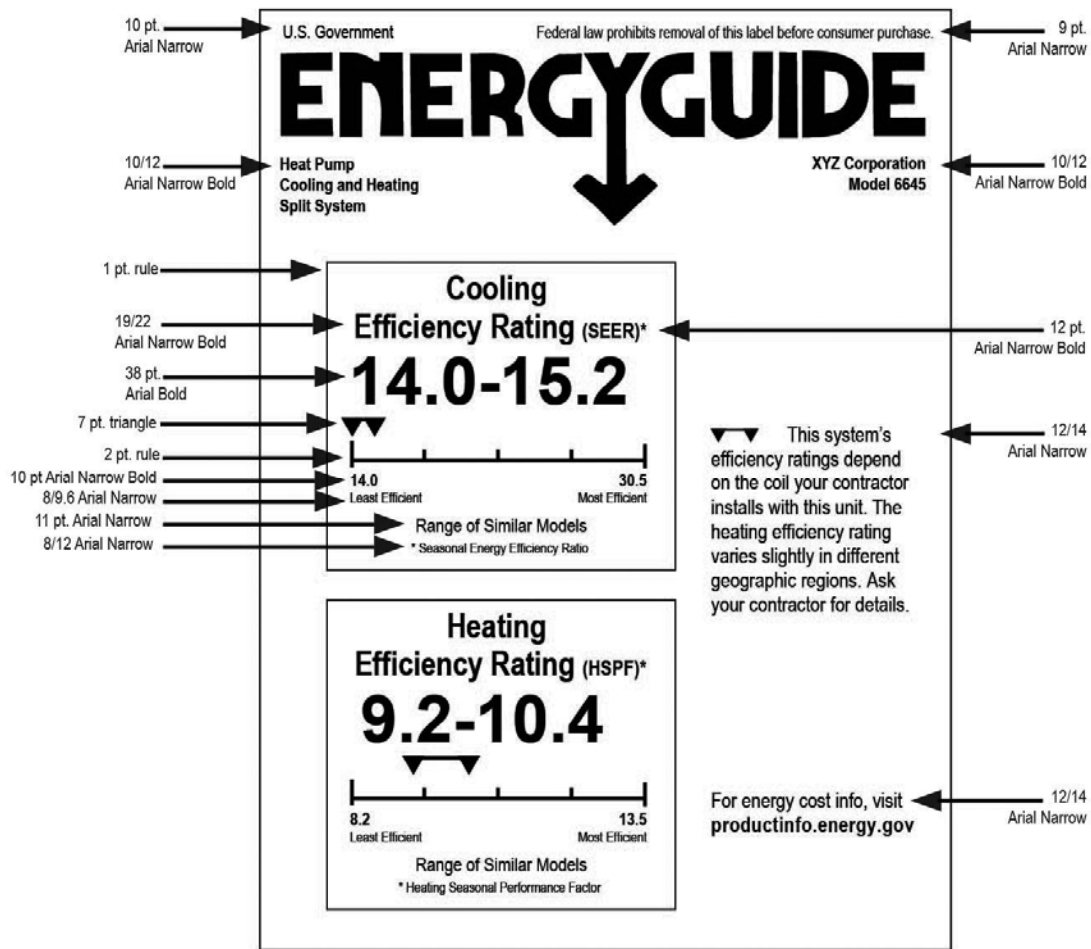 10 pt.
Arial Narrow
U.S. Government
Federal law prohibits removal of this label before consumer purchase.
9 pt.
Arial Narrow
ENERGYGUIDE
10/12
Arial Narrow Bold
Heat Pump
Cooling and Heating
Split System
XYZ Corporation
Model 6645
10/12
Arial Narrow Bold
1 pt. rule
19/22
Arial Narrow Bold
38 pt.
Arial Bold
7 pt. triangle
2 pt. rule
10 pt Arial Narrow Bold
8/9.6 Arial Narrow
11 pt. Arial Narrow
8/12 Arial Narrow
Cooling
Efficiency Rating (SEER)*
14.0-15.2
14.0 30.5
Least Efficient Most Efficient
Range of Similar Models
* Seasonal Energy Efficiency Ratio
12 pt.
Arial Narrow Bold
12/14
Arial Narrow
This system's
efficiency ratings depend
on the coil your contractor
installs with this unit. The
heating efficiency rating
varies slightly in different
geographic regions. Ask
your contractor for details.
Heating
Efficiency Rating (HSPF)*
9.2-10.4
8.2 13.5
Least Efficient Most Efficient
Range of Similar Models
* Heating Seasonal Performance Factor
For energy cost info, visit
productinfo.energy.gov
12/14
Arial Narrow